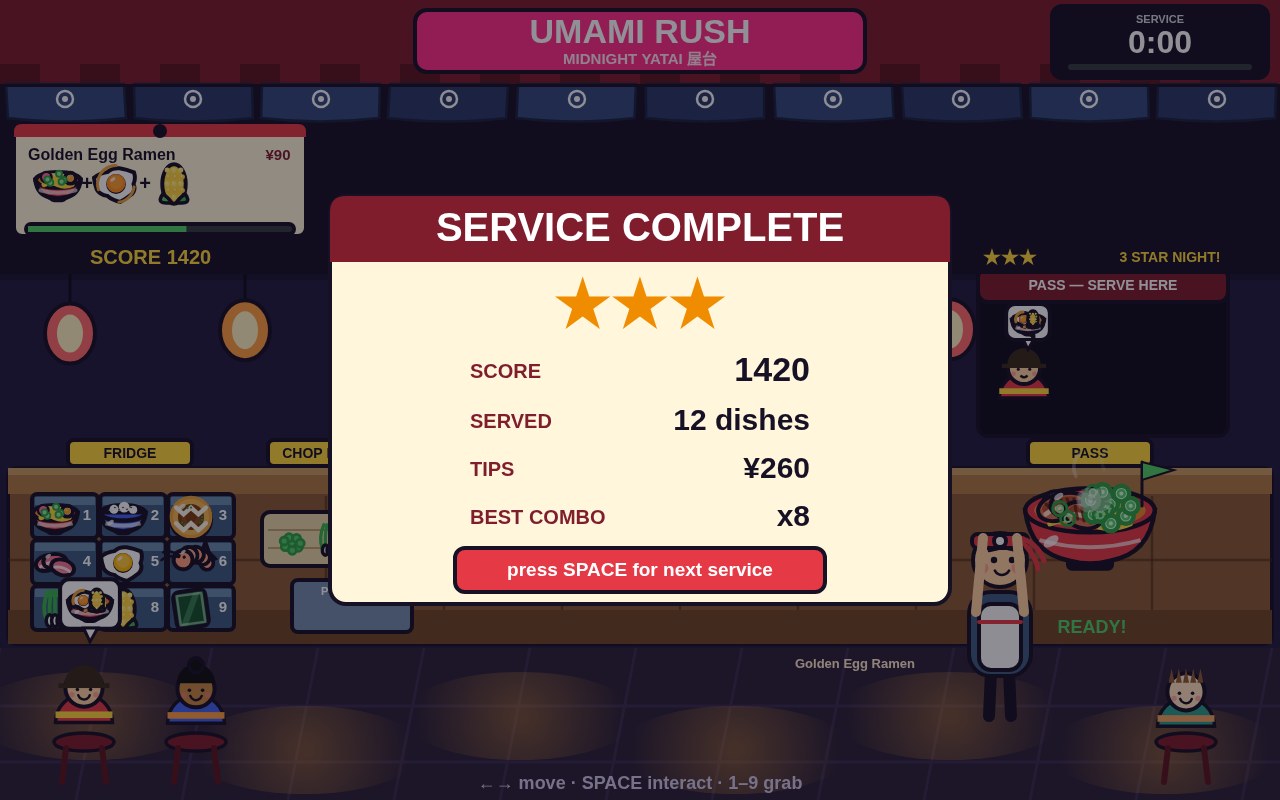 UMAMI RUSH
MIDNIGHT YATAI 屋台
SERVICE
0:00
Golden Egg Ramen ¥90
+ +
SCORE 1420
★★★ 3 STAR NIGHT!
PASS — SERVE HERE
SERVICE COMPLETE
★★★
SCORE 1420
SERVED 12 dishes
TIPS ¥260
BEST COMBO x8
press SPACE for next service
FRIDGE
CHOP
PASS
1 2 3
4 5 6
8 9
P
READY!
Golden Egg Ramen
←→ move · SPACE interact · 1–9 grab